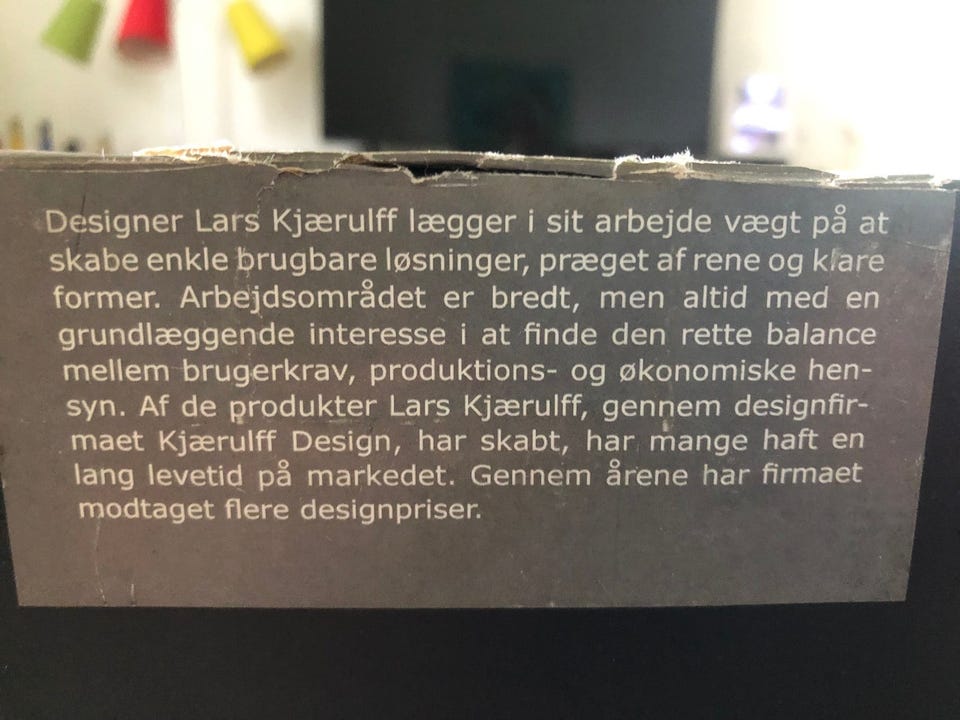 Designer Lars Kjærulff lægger i sit arbejde vægt på at
skabe enkle brugbare løsninger, præget af rene og klare
former. Arbejdsområdet er bredt, men altid med en
grundlæggende interesse i at finde den rette balance
mellem brugerkrav, produktions- og økonomiske hen-
syn. Af de produkter Lars Kjærulff, gennem designfir-
maet Kjærulff Design, har skabt, har mange haft en
lang levetid på markedet. Gennem årene har firmaet
modtaget flere designpriser.